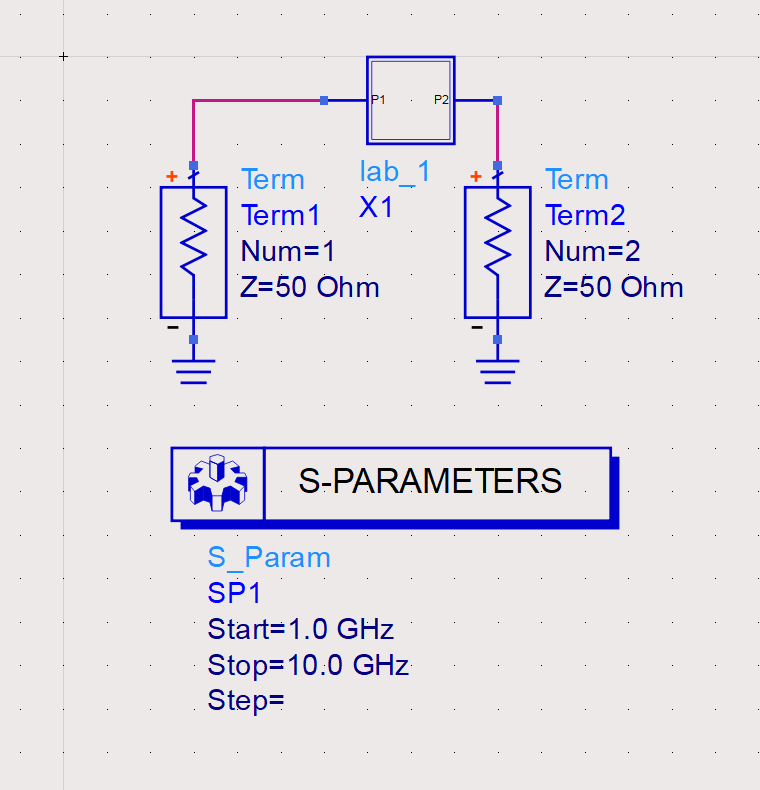 P1 P2
lab_1
X1
+ Term
Term1
Num=1
Z=50 Ohm
−
+ Term
Term2
Num=2
Z=50 Ohm
−
S-PARAMETERS
S_Param
SP1
Start=1.0 GHz
Stop=10.0 GHz
Step=